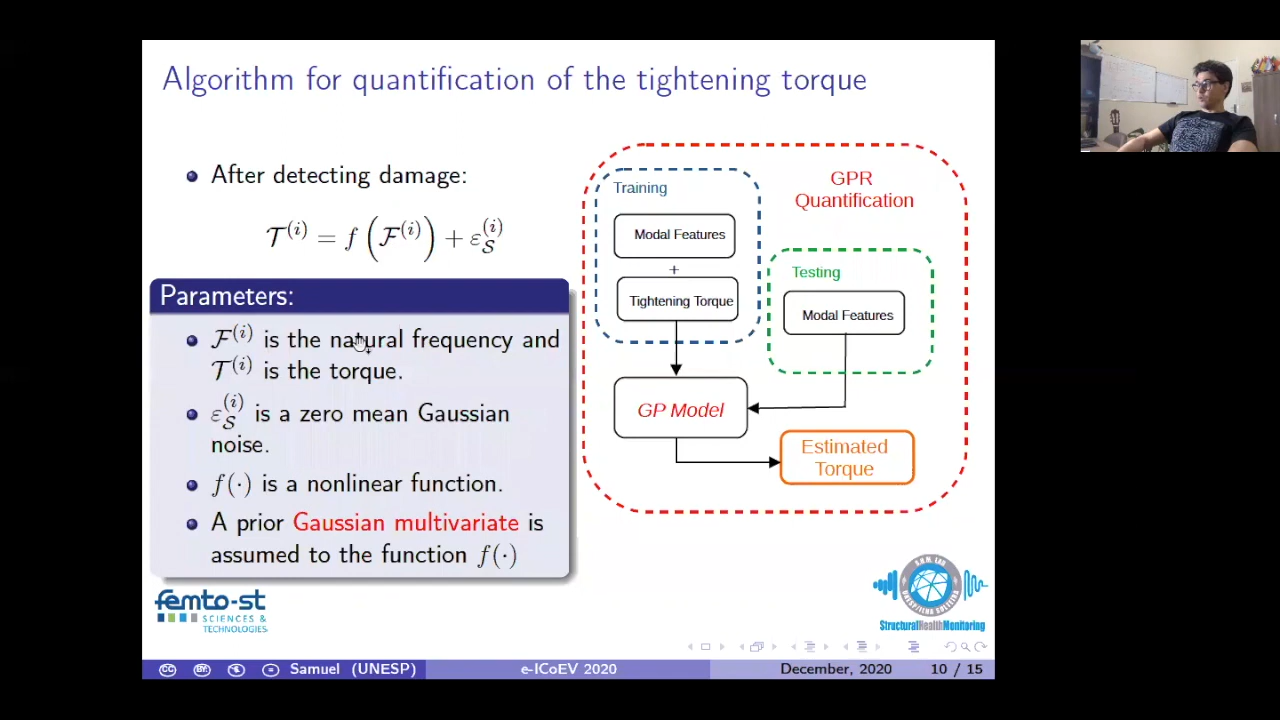 Algorithm for quantification of the tightening torque
After detecting damage:
𝒯^(i) = f (ℱ^(i)) + ε_𝒮^(i)
Parameters:
ℱ^(i) is the natural frequency and
𝒯^(i) is the torque.
ε_𝒮^(i) is a zero mean Gaussian
noise.
f(·) is a nonlinear function.
A prior Gaussian multivariate is
assumed to the function f(·)
GPR
Quantification
Training
Modal Features
+
Tightening Torque
Testing
Modal Features
GP Model
Estimated
Torque
femto-st
SCIENCES &
TECHNOLOGIES
StructuralHealthMonitoring
Samuel (UNESP)
e-ICoEV 2020
December, 2020
10 / 15